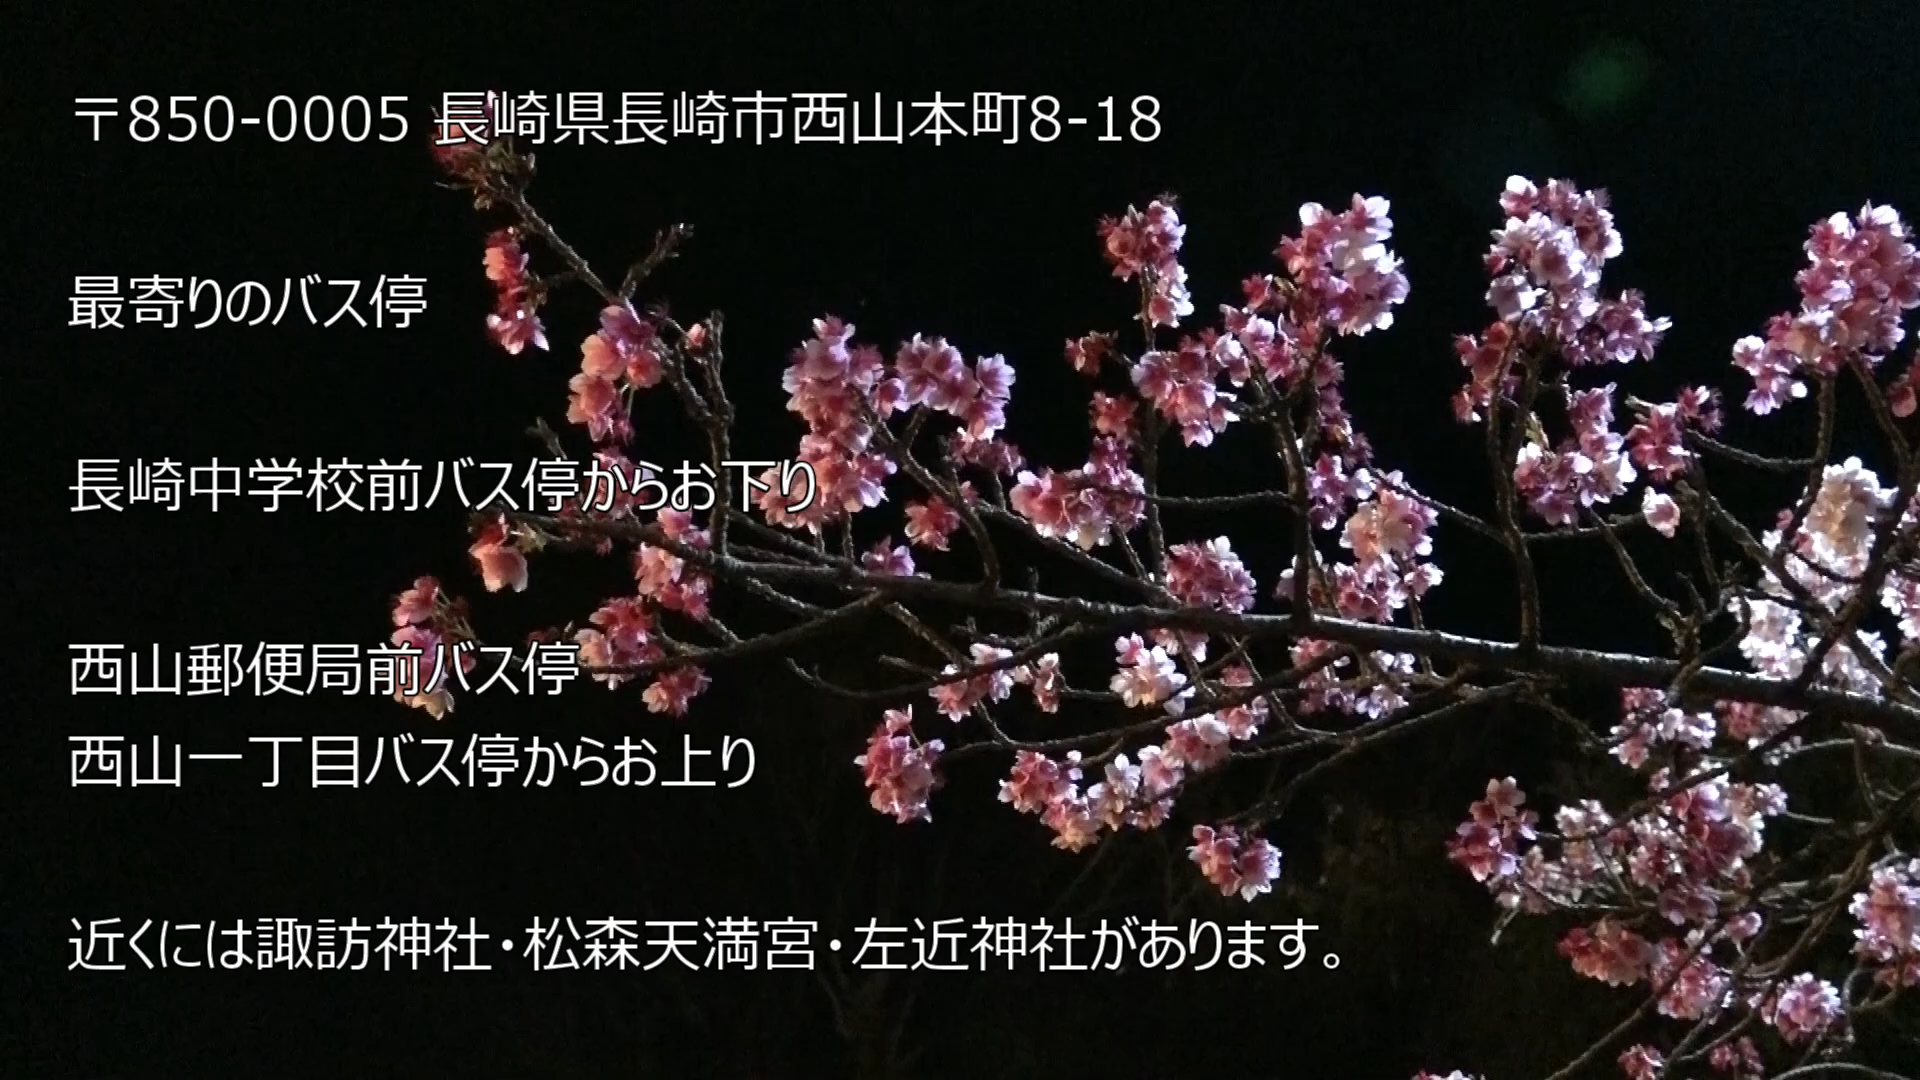 〒850-0005 長崎県長崎市西山本町8-18
最寄りのバス停
長崎中学校前バス停からお下り
西山郵便局前バス停
西山一丁目バス停からお上り
近くには諏訪神社・松森天満宮・左近神社があります。